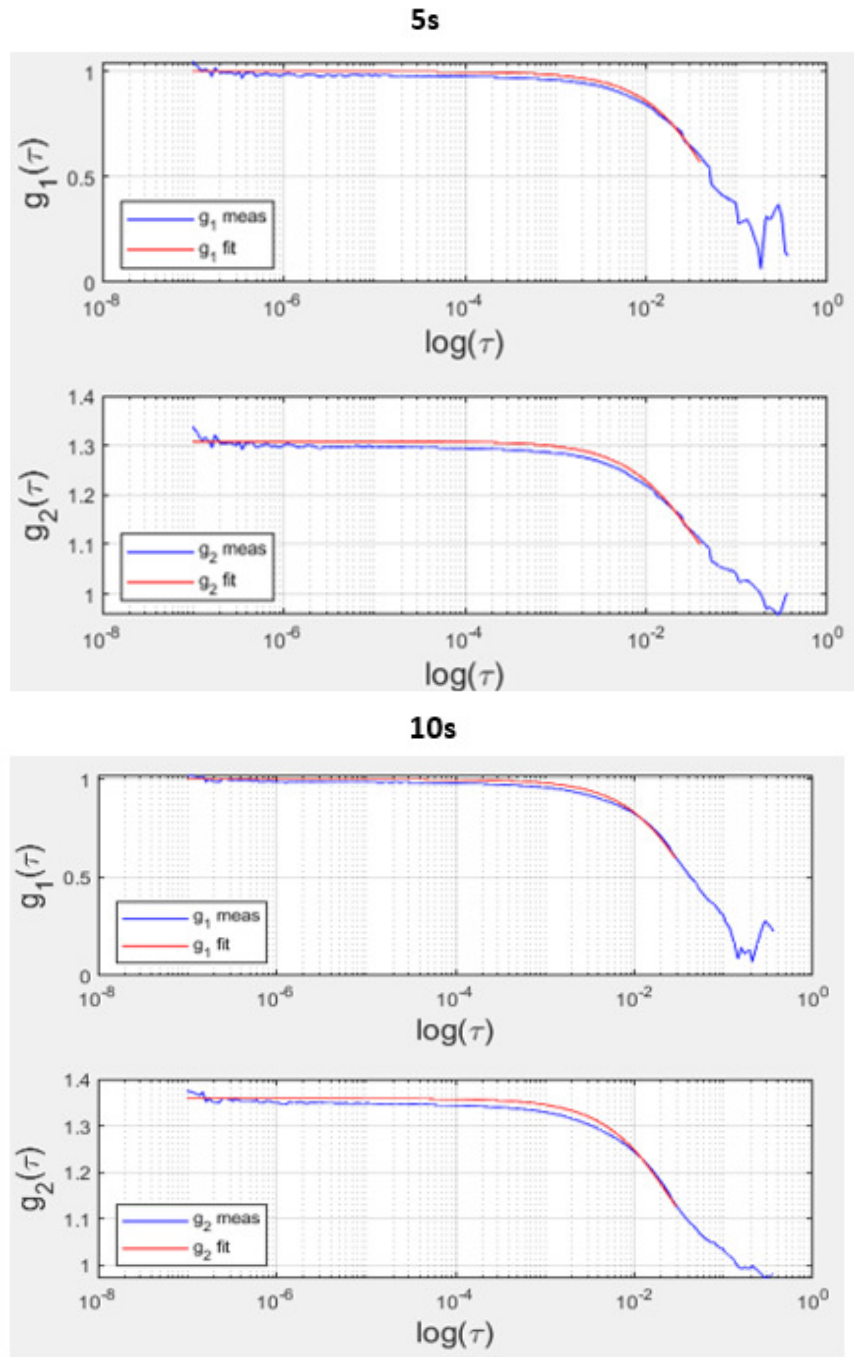 5s
1
0.5
0
g₁(τ)
g₁ meas
g₁ fit
10⁻⁸ 10⁻⁶ 10⁻⁴ 10⁻² 10⁰
log(τ)
1.4
1.3
1.2
1.1
1
g₂(τ)
g₂ meas
g₂ fit
10⁻⁸ 10⁻⁶ 10⁻⁴ 10⁻² 10⁰
log(τ)
10s
1
0.5
0
g₁(τ)
g₁ meas
g₁ fit
10⁻⁸ 10⁻⁶ 10⁻⁴ 10⁻² 10⁰
log(τ)
1.4
1.3
1.2
1.1
1
g₂(τ)
g₂ meas
g₂ fit
10⁻⁸ 10⁻⁶ 10⁻⁴ 10⁻² 10⁰
log(τ)